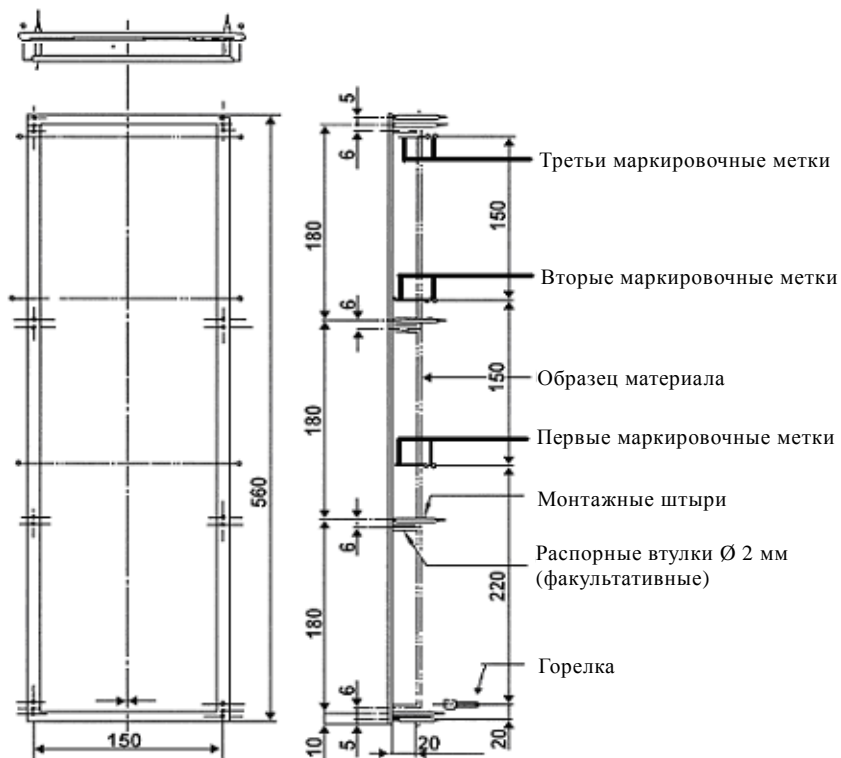 5
6
Третьи маркировочные метки
180
150
Вторые маркировочные метки
6
150
Образец материала
180
Первые маркировочные метки
560
Монтажные штыри
6
Распорные втулки Ø 2 мм
(факультативные)
220
180
Горелка
6
150
10
5
20
20